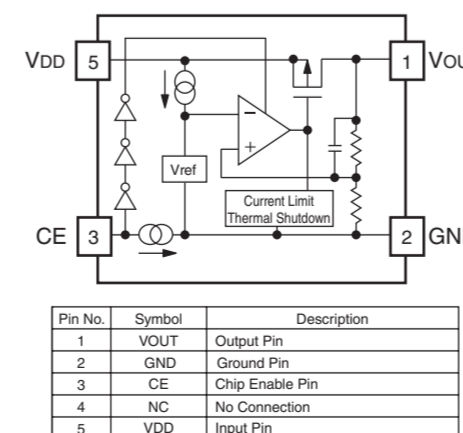 VDD 5
1 VOU
−
+
Vref
Current Limit
Thermal Shutdown
CE 3
2 GN
Pin No. Symbol Description
1 VOUT Output Pin
2 GND Ground Pin
3 CE Chip Enable Pin
4 NC No Connection
5 VDD Input Pin